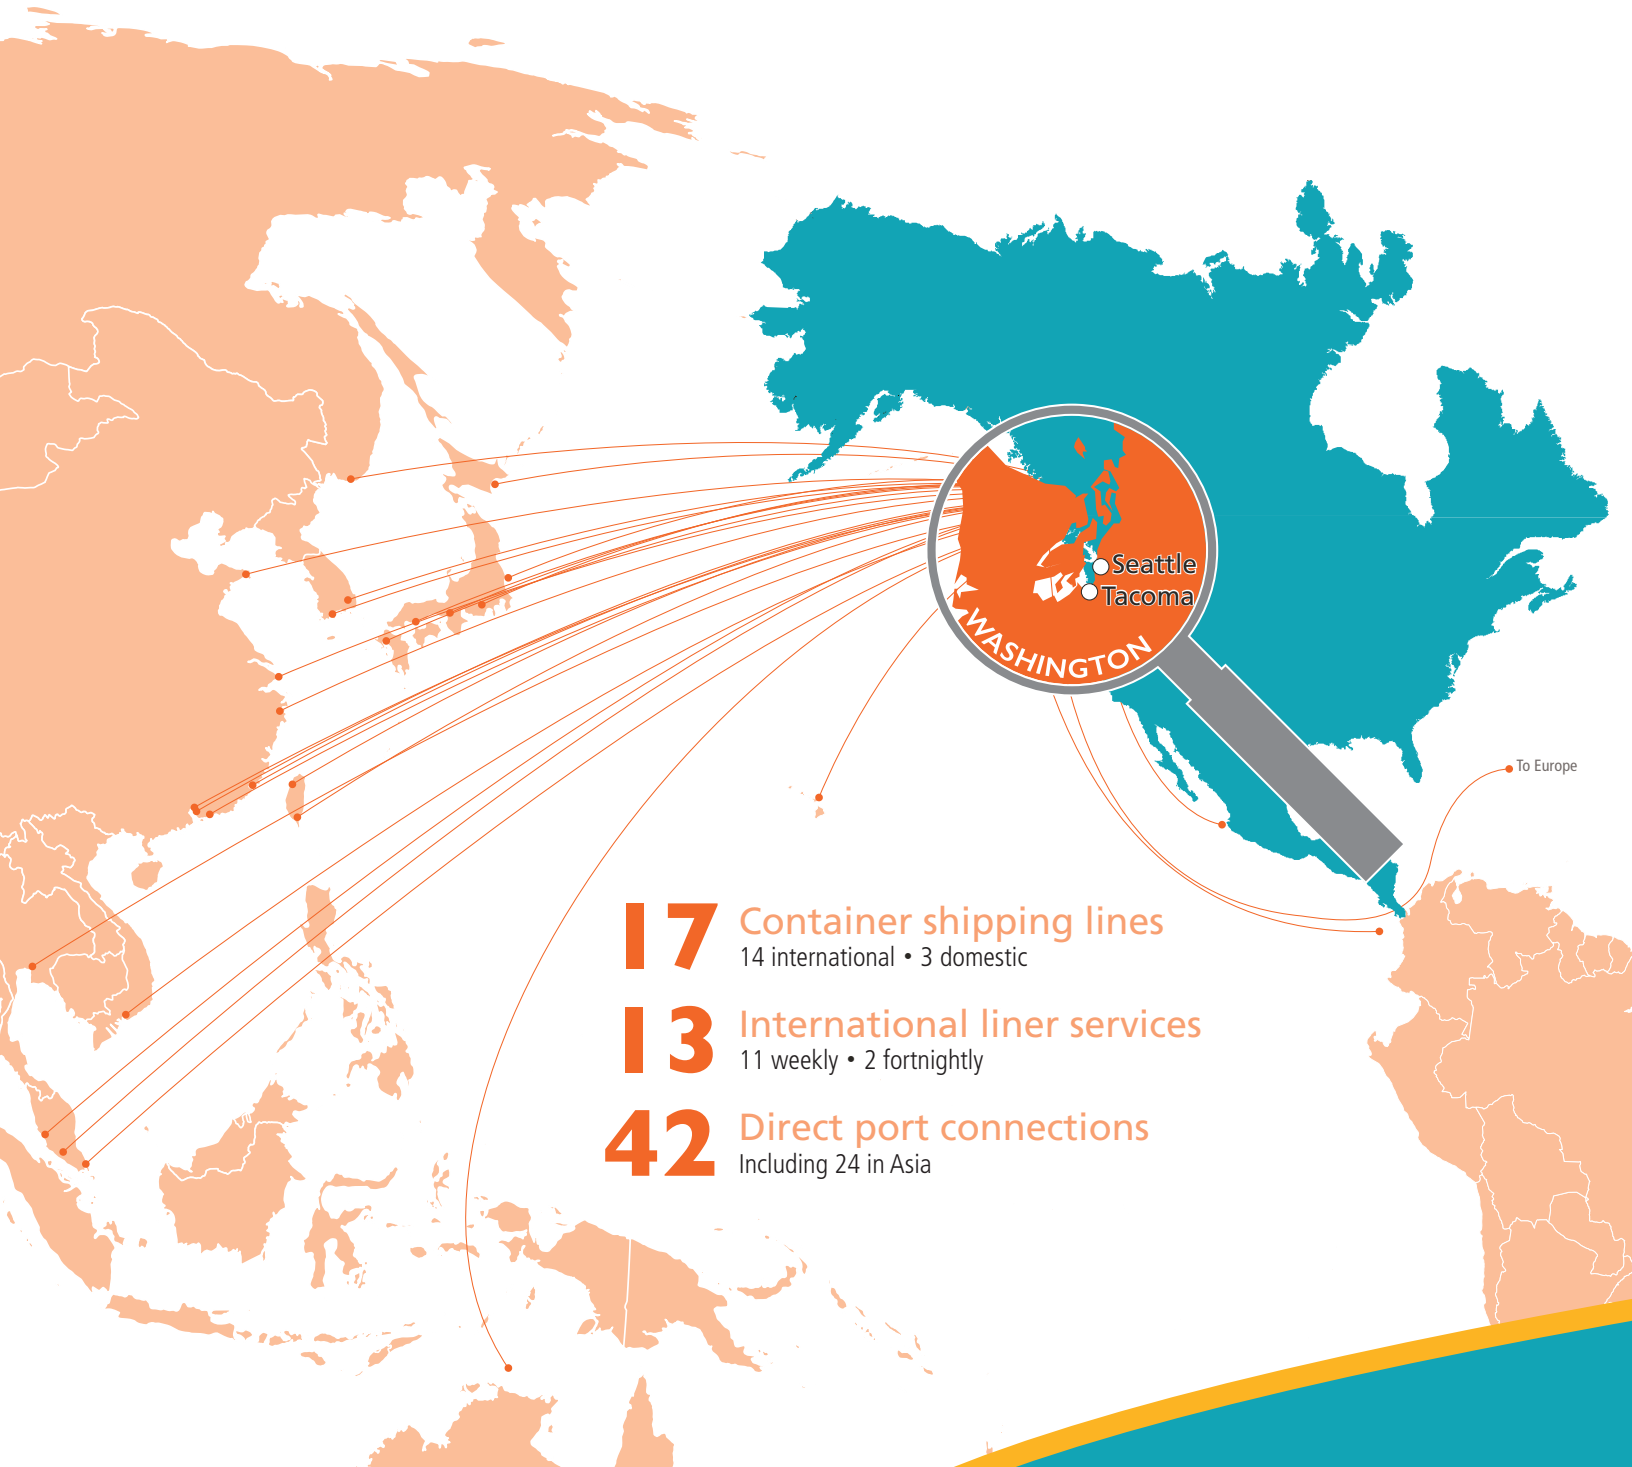 Seattle
Tacoma
WASHINGTON
To Europe
17 Container shipping lines
14 international • 3 domestic
13 International liner services
11 weekly • 2 fortnightly
42 Direct port connections
Including 24 in Asia